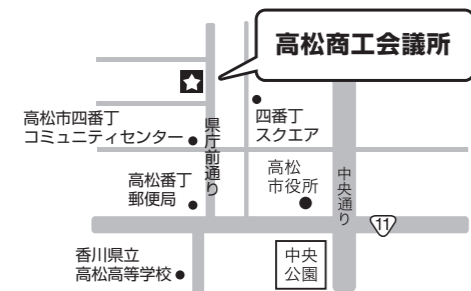 高松商工会議所
高松市四番丁
コミュニティセンター
県庁前通り
四番丁
スクエア
高松番丁
郵便局
高松
市役所
中央通り
11
香川県立
高松高等学校
中央
公園